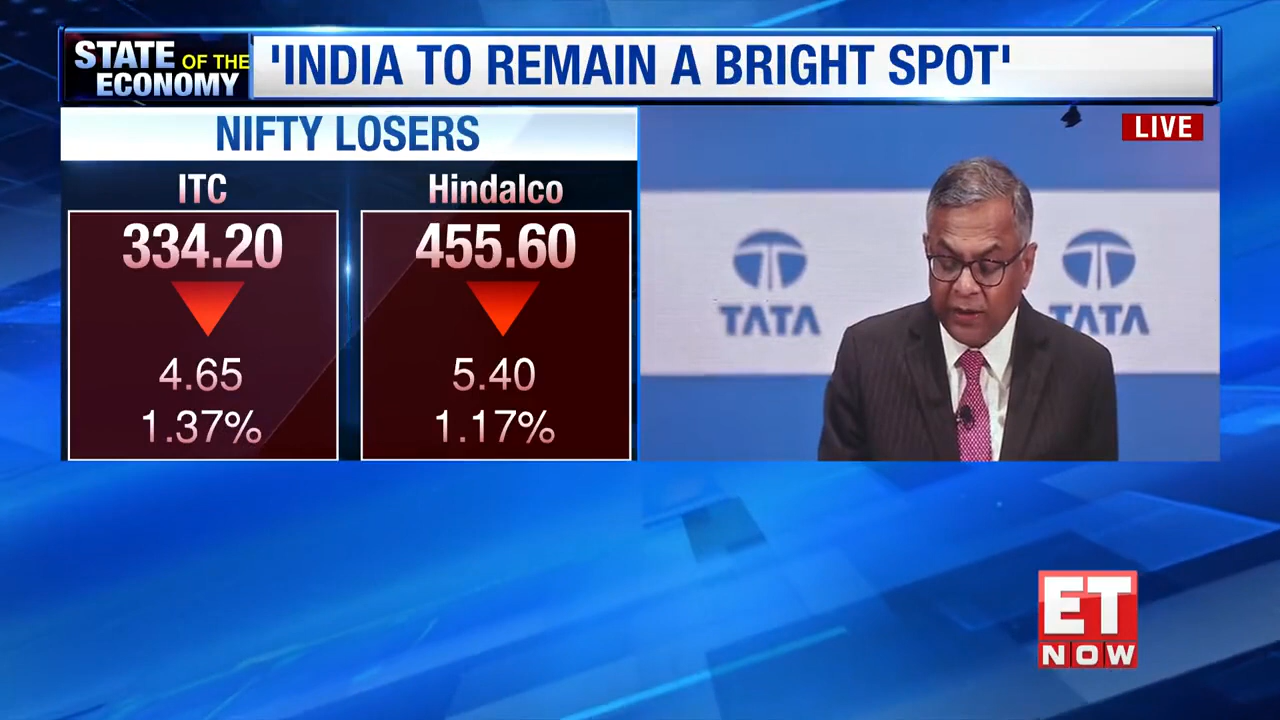 STATE OF THE
ECONOMY
'INDIA TO REMAIN A BRIGHT SPOT'
NIFTY LOSERS
ITC
334.20
4.65
1.37%
Hindalco
455.60
5.40
1.17%
LIVE
TATA
TATA
ET
NOW